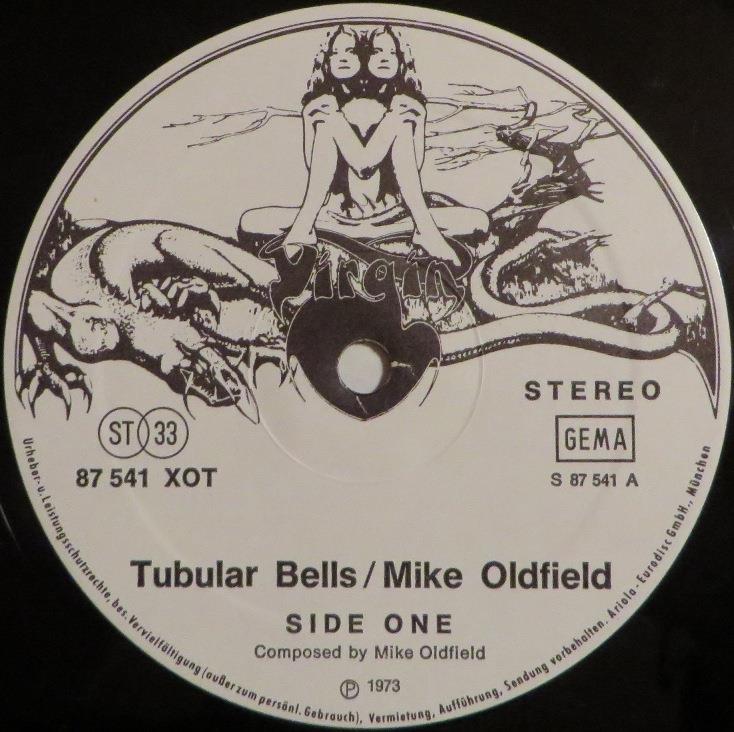 Virgin
STEREO
ST 33
GEMA
87 541 XOT
S 87 541 A
Tubular Bells / Mike Oldfield
SIDE ONE
Composed by Mike Oldfield
Ⓟ 1973
Urheber- u. Leistungsschutzrechte, bes. Vervielfältigung (außer zum persönl. Gebrauch), Vermietung, Aufführung, Sendung vorbehalten. Ariola - Eurodisc GmbH., München